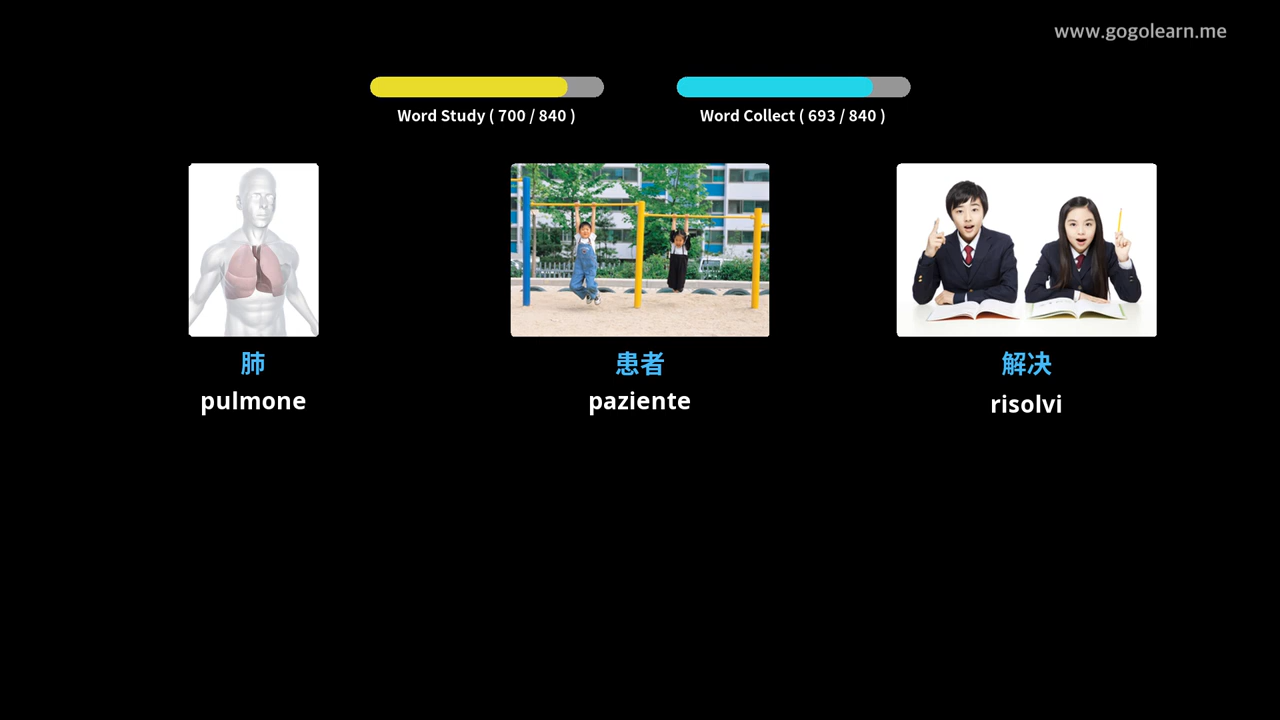 www.gogolearn.me
Word Study ( 700 / 840 )
Word Collect ( 693 / 840 )
肺
pulmone
患者
paziente
解决
risolvi